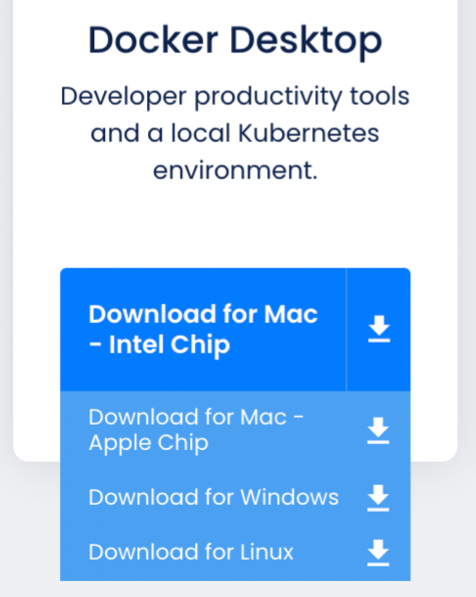 Docker Desktop
Developer productivity tools
and a local Kubernetes
environment.
Download for Mac
- Intel Chip
Download for Mac -
Apple Chip
Download for Windows
Download for Linux